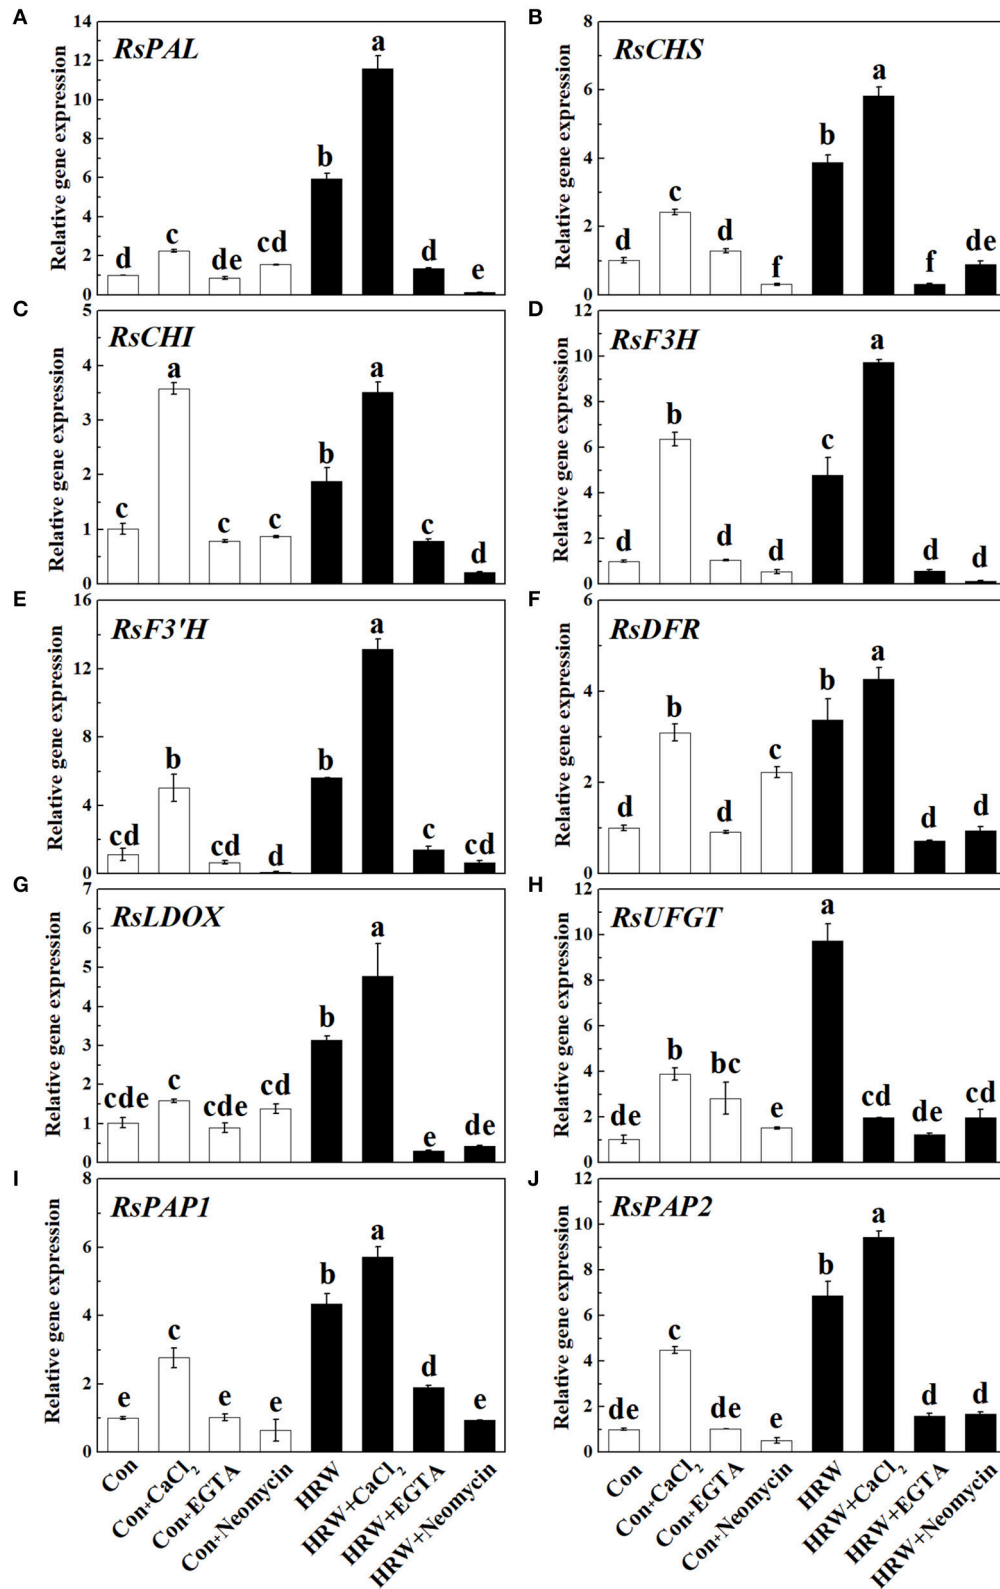 A
RsPAL
Relative gene expression
14
12
10
8
6
4
2
0
d
c
de
cd
b
a
d
e
B
RsCHS
Relative gene expression
8
6
4
2
0
d
c
d
f
b
a
f
de
C
RsCHI
Relative gene expression
5
4
3
2
1
0
c
a
c
c
b
a
c
d
D
RsF3H
Relative gene expression
12
10
8
6
4
2
0
d
b
d
d
c
a
d
d
E
RsF3'H
Relative gene expression
16
12
8
4
0
cd
b
cd
d
b
a
c
cd
F
RsDFR
Relative gene expression
6
4
2
0
d
b
d
c
b
a
d
d
G
RsLDOX
Relative gene expression
7
6
5
4
3
2
1
0
cde
c
cde
cd
b
a
e
de
H
RsUFGT
Relative gene expression
12
10
8
6
4
2
0
de
b
bc
e
a
cd
de
cd
I
RsPAP1
Relative gene expression
8
6
4
2
0
e
c
e
e
b
a
d
e
J
RsPAP2
Relative gene expression
12
10
8
6
4
2
0
de
c
de
e
b
a
d
d
Con
Con+CaCl₂
Con+EGTA
Con+Neomycin
HRW
HRW+CaCl₂
HRW+EGTA
HRW+Neomycin
Con
Con+CaCl₂
Con+EGTA
Con+Neomycin
HRW
HRW+CaCl₂
HRW+EGTA
HRW+Neomycin